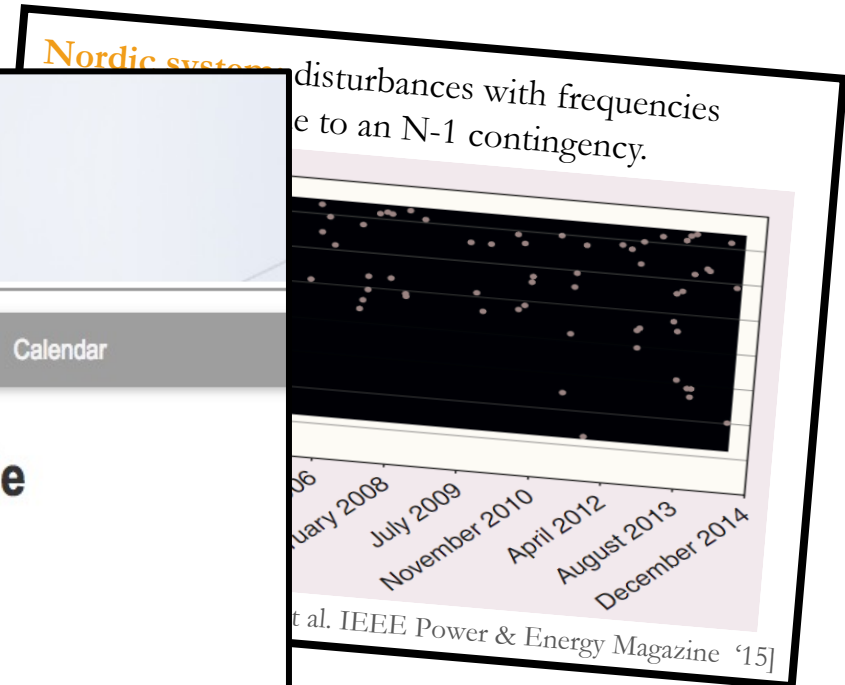 Nordic system disturbances with frequencies
e to an N-1 contingency.
Calendar
e
06
uary 2008
July 2009
November 2010
April 2012
August 2013
December 2014
t al. IEEE Power & Energy Magazine ‘15]